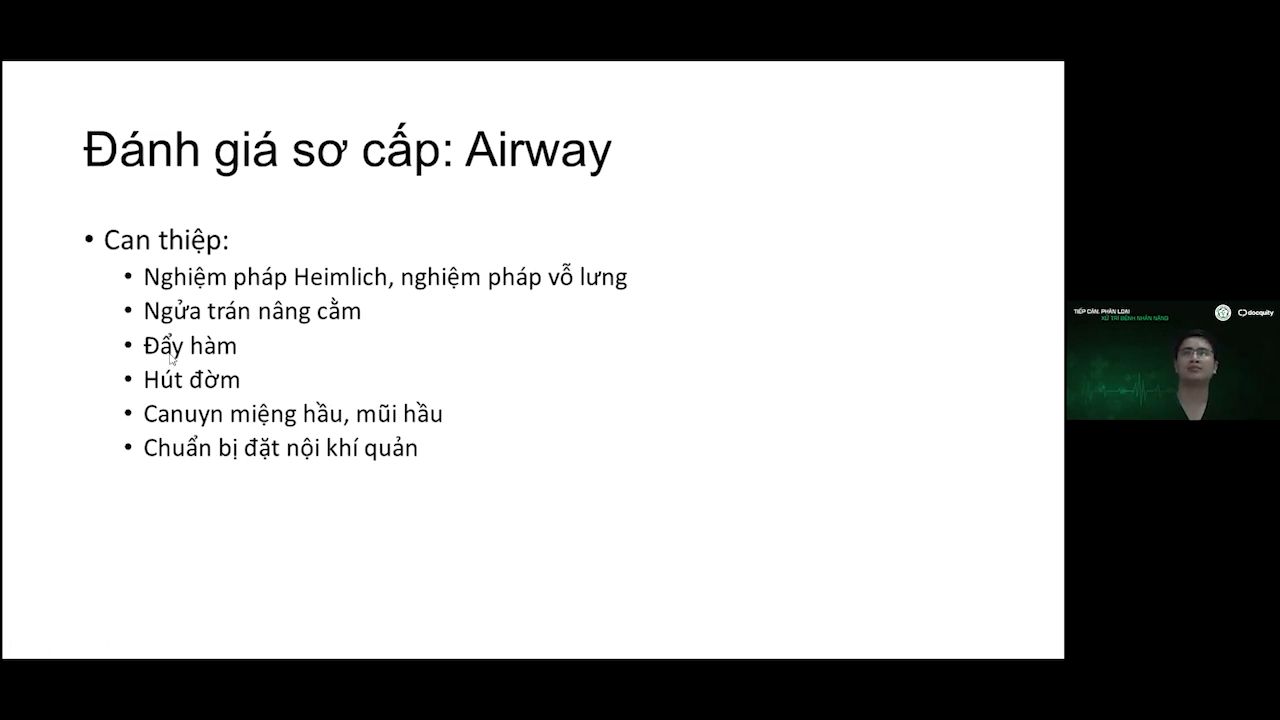 Đánh giá sơ cấp: Airway
• Can thiệp:
• Nghiệm pháp Heimlich, nghiệm pháp vỗ lưng
• Ngửa trán nâng cằm
• Đẩy hàm
• Hút đờm
• Canuyn miệng hầu, mũi hầu
• Chuẩn bị đặt nội khí quản
TIẾP CẬN, PHÂN LOẠI
XỬ TRÍ BỆNH NHÂN NẶNG
docquity